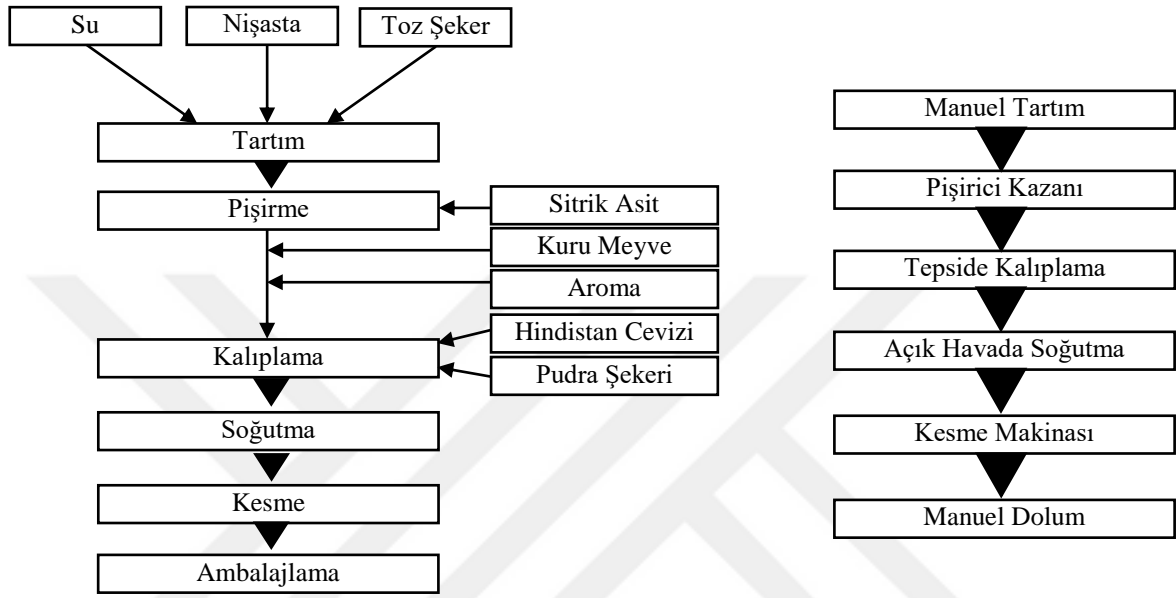 Su
Nişasta
Toz Şeker
Tartım
Pişirme
Sitrik Asit
Kuru Meyve
Aroma
Hindistan Cevizi
Kalıplama
Pudra Şekeri
Soğutma
Kesme
Ambalajlama
Manuel Tartım
Pişirici Kazanı
Tepside Kalıplama
Açık Havada Soğutma
Kesme Makinası
Manuel Dolum